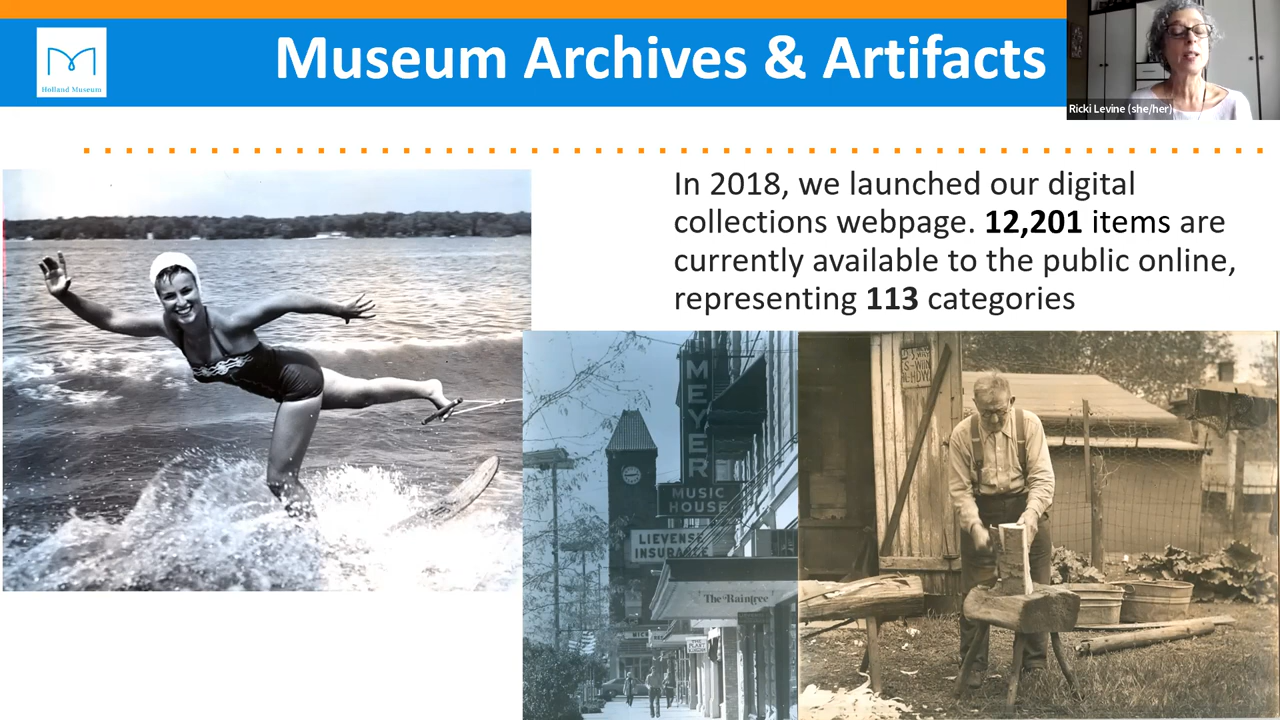 Museum Archives & Artifacts
Holland Museum
Ricki Levine (she/her)
In 2018, we launched our digital
collections webpage. 12,201 items are
currently available to the public online,
representing 113 categories
MEYER
MUSIC
HOUSE
LIEVENSE
INSURANCE
The Raintree